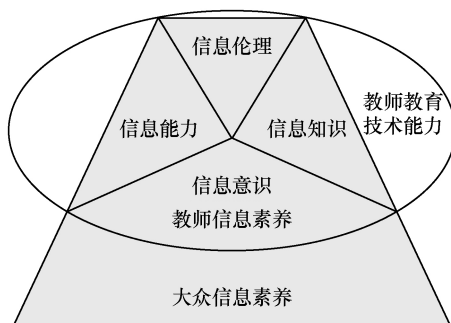 信息伦理
教师教育
技术能力
信息能力
信息知识
信息意识
教师信息素养
大众信息素养